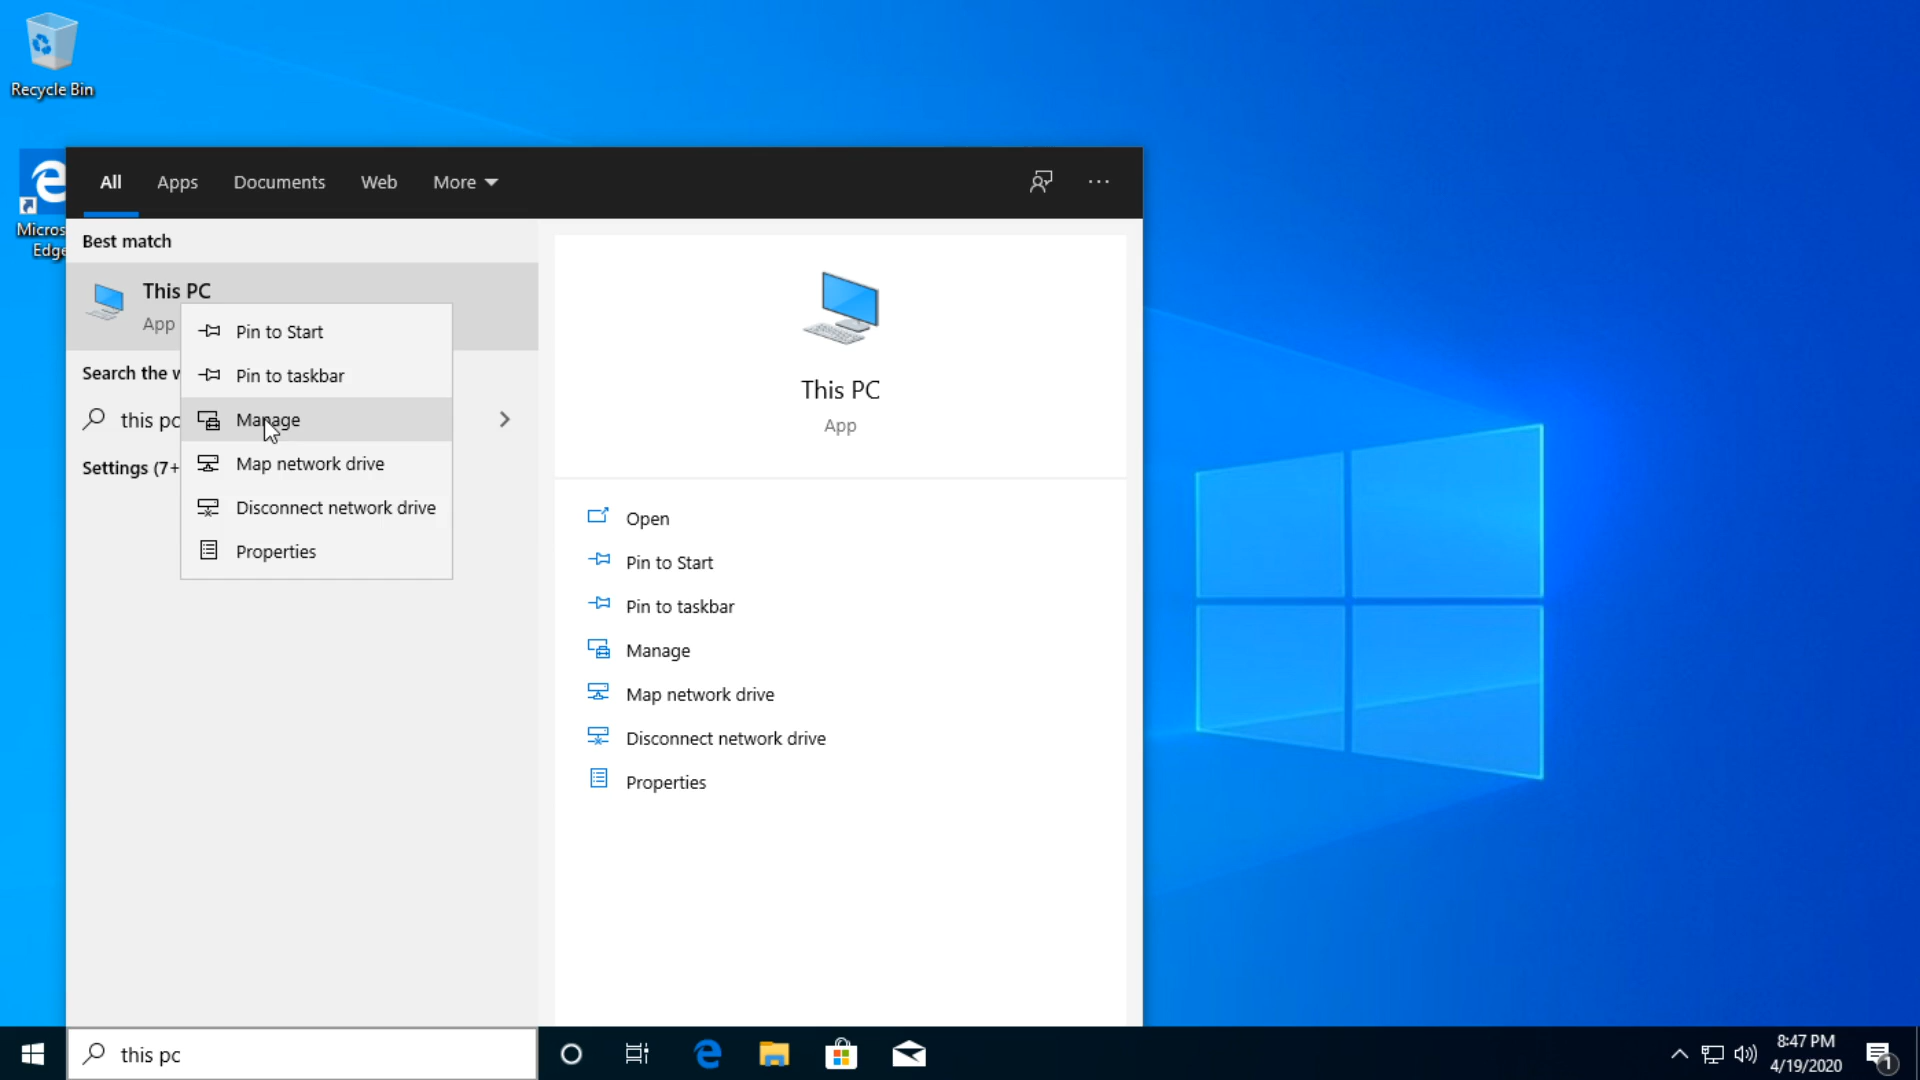 Recycle Bin
Edge
All
Apps
Documents
Web
More
Best match
This PC
App
Search the
this pc
Settings (7+
Pin to Start
Pin to taskbar
Manage
Map network drive
Disconnect network drive
Properties
This PC
App
Open
Pin to Start
Pin to taskbar
Manage
Map network drive
Disconnect network drive
Properties
this pc
8:47 PM
4/19/2020
1